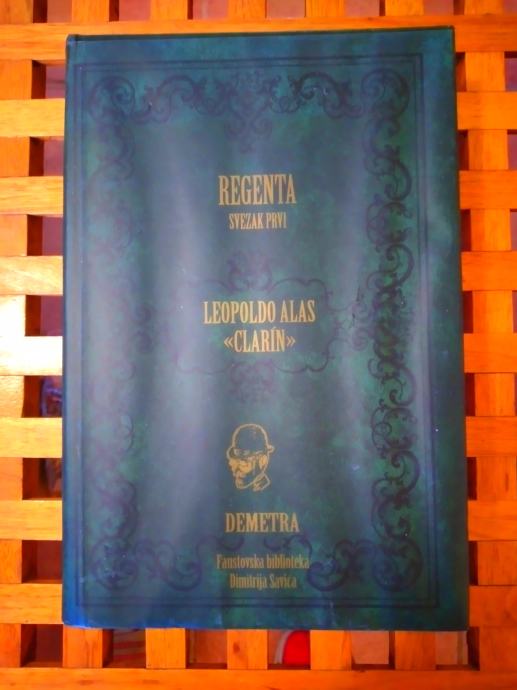 REGENTA
SVEZAK PRVI
LEOPOLDO ALAS
«CLARÍN»
DEMETRA
Faustovska biblioteka
Dimitrija Savića